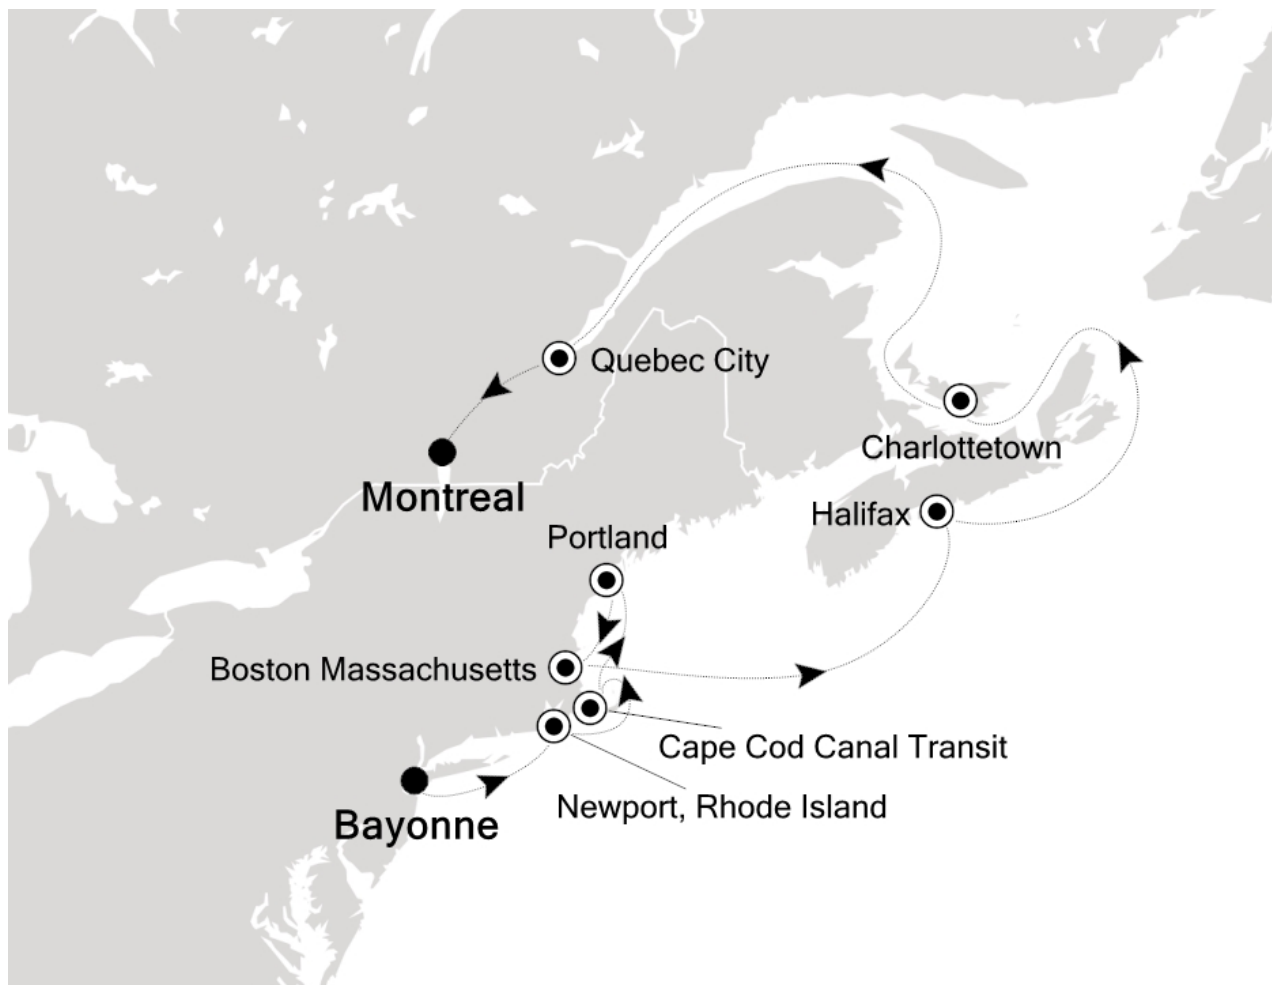 Quebec City
Charlottetown
Montreal
Halifax
Portland
Boston Massachusetts
Cape Cod Canal Transit
Newport, Rhode Island
Bayonne